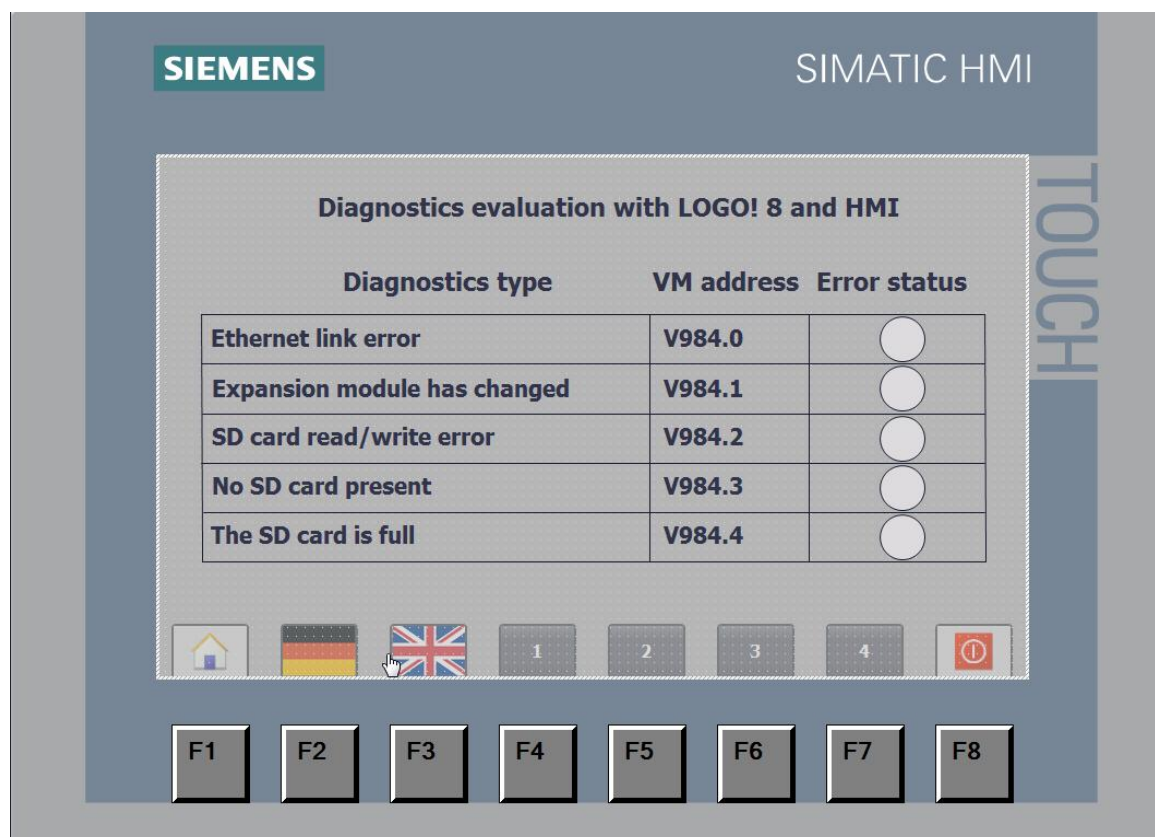 SIEMENS
SIMATIC HMI
TOUCH
Diagnostics evaluation with LOGO! 8 and HMI
Diagnostics type VM address Error status
Ethernet link error V984.0
Expansion module has changed V984.1
SD card read/write error V984.2
No SD card present V984.3
The SD card is full V984.4
1 2 3 4
F1 F2 F3 F4 F5 F6 F7 F8